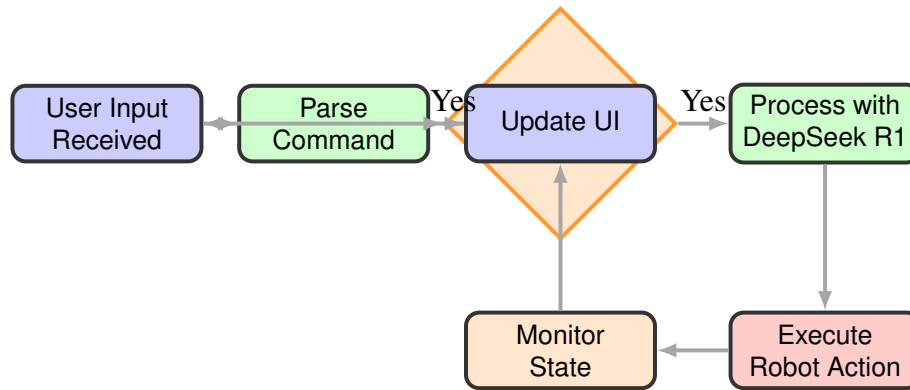 User Input
Received
Parse
Command
Yes
Update UI
Yes
Process with
DeepSeek R1
Monitor
State
Execute
Robot Action